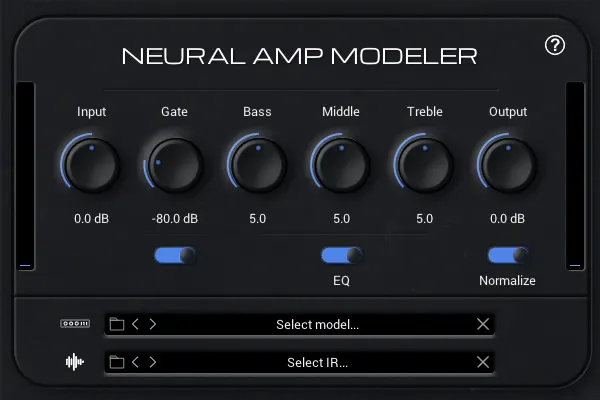 NEURAL AMP MODELER
?
Input Gate Bass Middle Treble Output
0.0 dB -80.0 dB 5.0 5.0 5.0 0.0 dB
EQ Normalize
Select model...
Select IR...